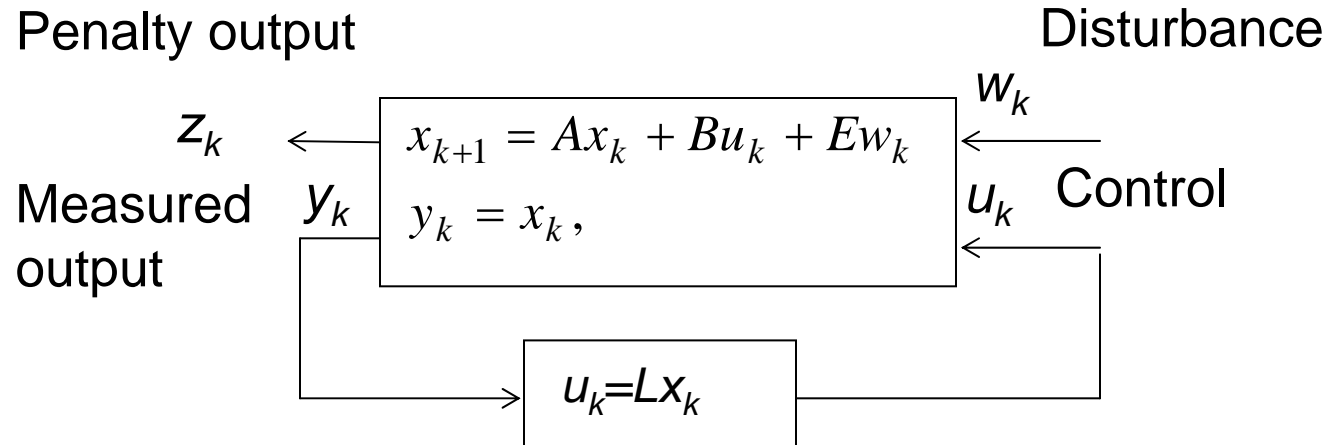 Penalty output
Disturbance
w_k
z_k
x_{k+1} = Ax_k + Bu_k + Ew_k
Measured output
y_k
y_k = x_k ,
u_k
Control
u_k=Lx_k